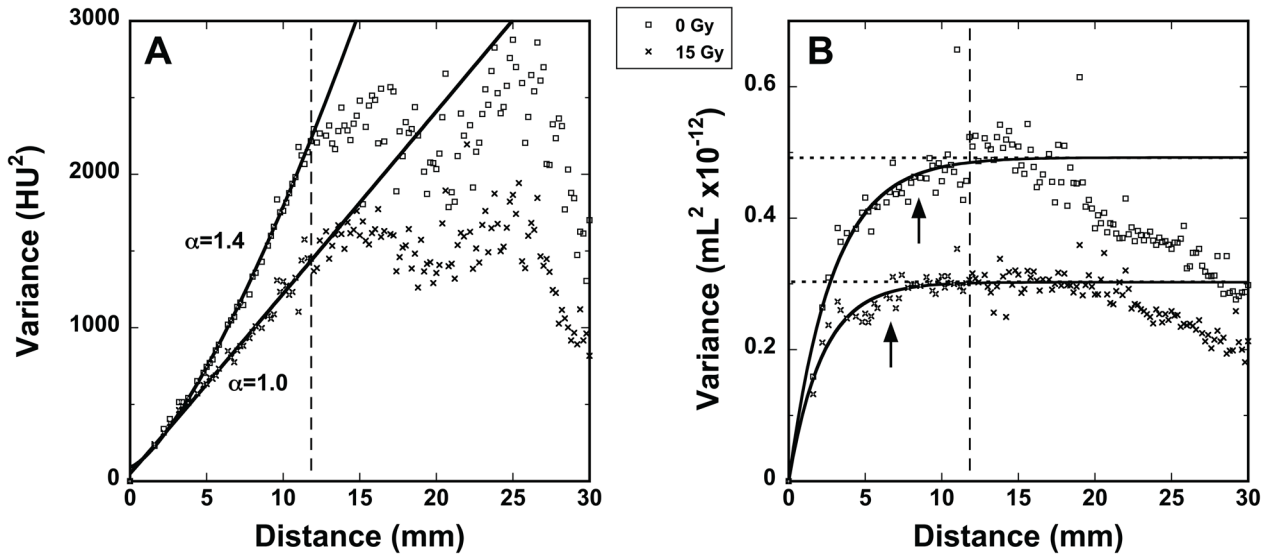 A
3000
2000
1000
0
Variance (HU²)
α=1.4
α=1.0
0 5 10 15 20 25 30
Distance (mm)
0 Gy
15 Gy
B
0.6
0.4
0.2
0
Variance (mL² x10⁻¹²)
0 5 10 15 20 25 30
Distance (mm)